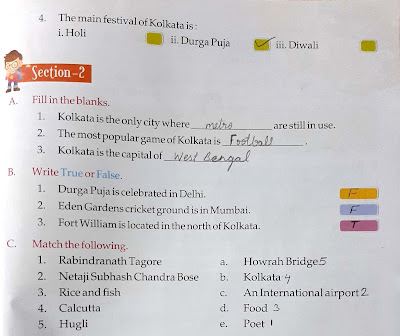 4. The main festival of Kolkata is :
i. Holi ii. Durga Puja ✓ iii. Diwali
Section-2
A. Fill in the blanks.
1. Kolkata is the only city where metro are still in use.
2. The most popular game of Kolkata is Football.
3. Kolkata is the capital of West Bengal
B. Write True or False.
1. Durga Puja is celebrated in Delhi. F
2. Eden Gardens cricket ground is in Mumbai. F
3. Fort William is located in the north of Kolkata. T
C. Match the following.
1. Rabindranath Tagore a. Howrah Bridge 5
2. Netaji Subhash Chandra Bose b. Kolkata 4
3. Rice and fish c. An International airport 2
4. Calcutta d. Food 3
5. Hugli e. Poet 1